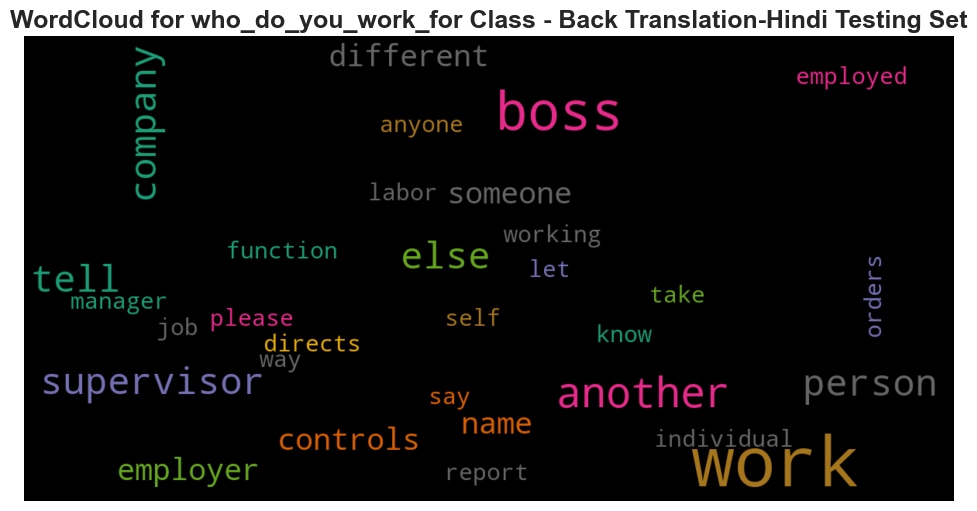 WordCloud for who_do_you_work_for Class - Back Translation-Hindi Testing Set
different
company
employed
boss
anyone
labor
someone
working
function
else
let
tell
orders
manager
take
please
self
job
know
directs
way
supervisor
another
person
say
name
controls
individual
work
employer
report